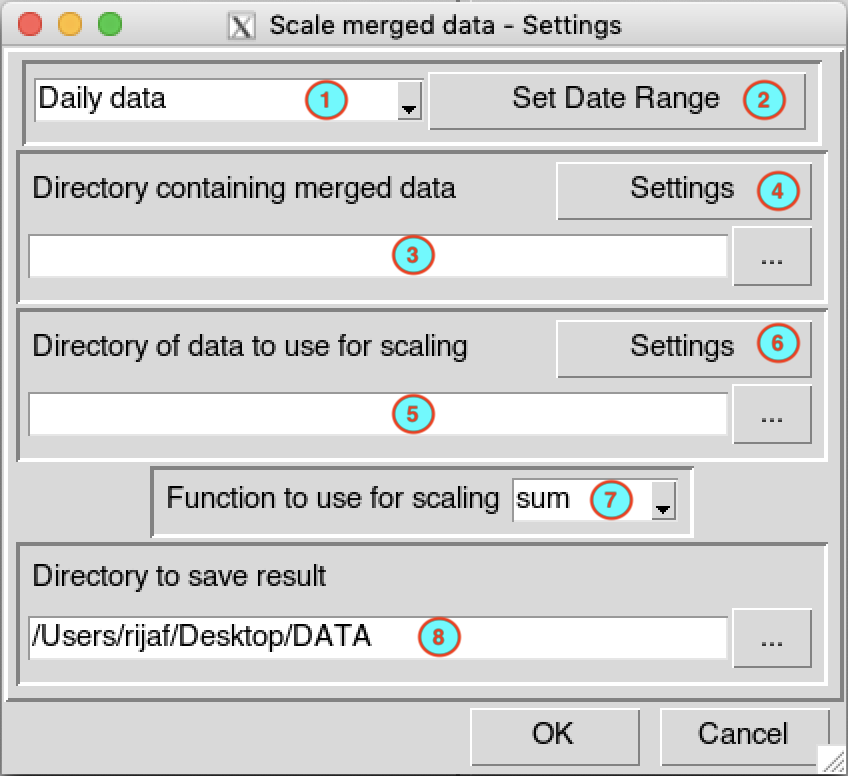 Scale merged data - Settings
Daily data 1 Set Date Range 2
Directory containing merged data Settings 4
3 ...
Directory of data to use for scaling Settings 6
5 ...
Function to use for scaling sum 7
Directory to save result
/Users/rijaf/Desktop/DATA 8 ...
OK Cancel